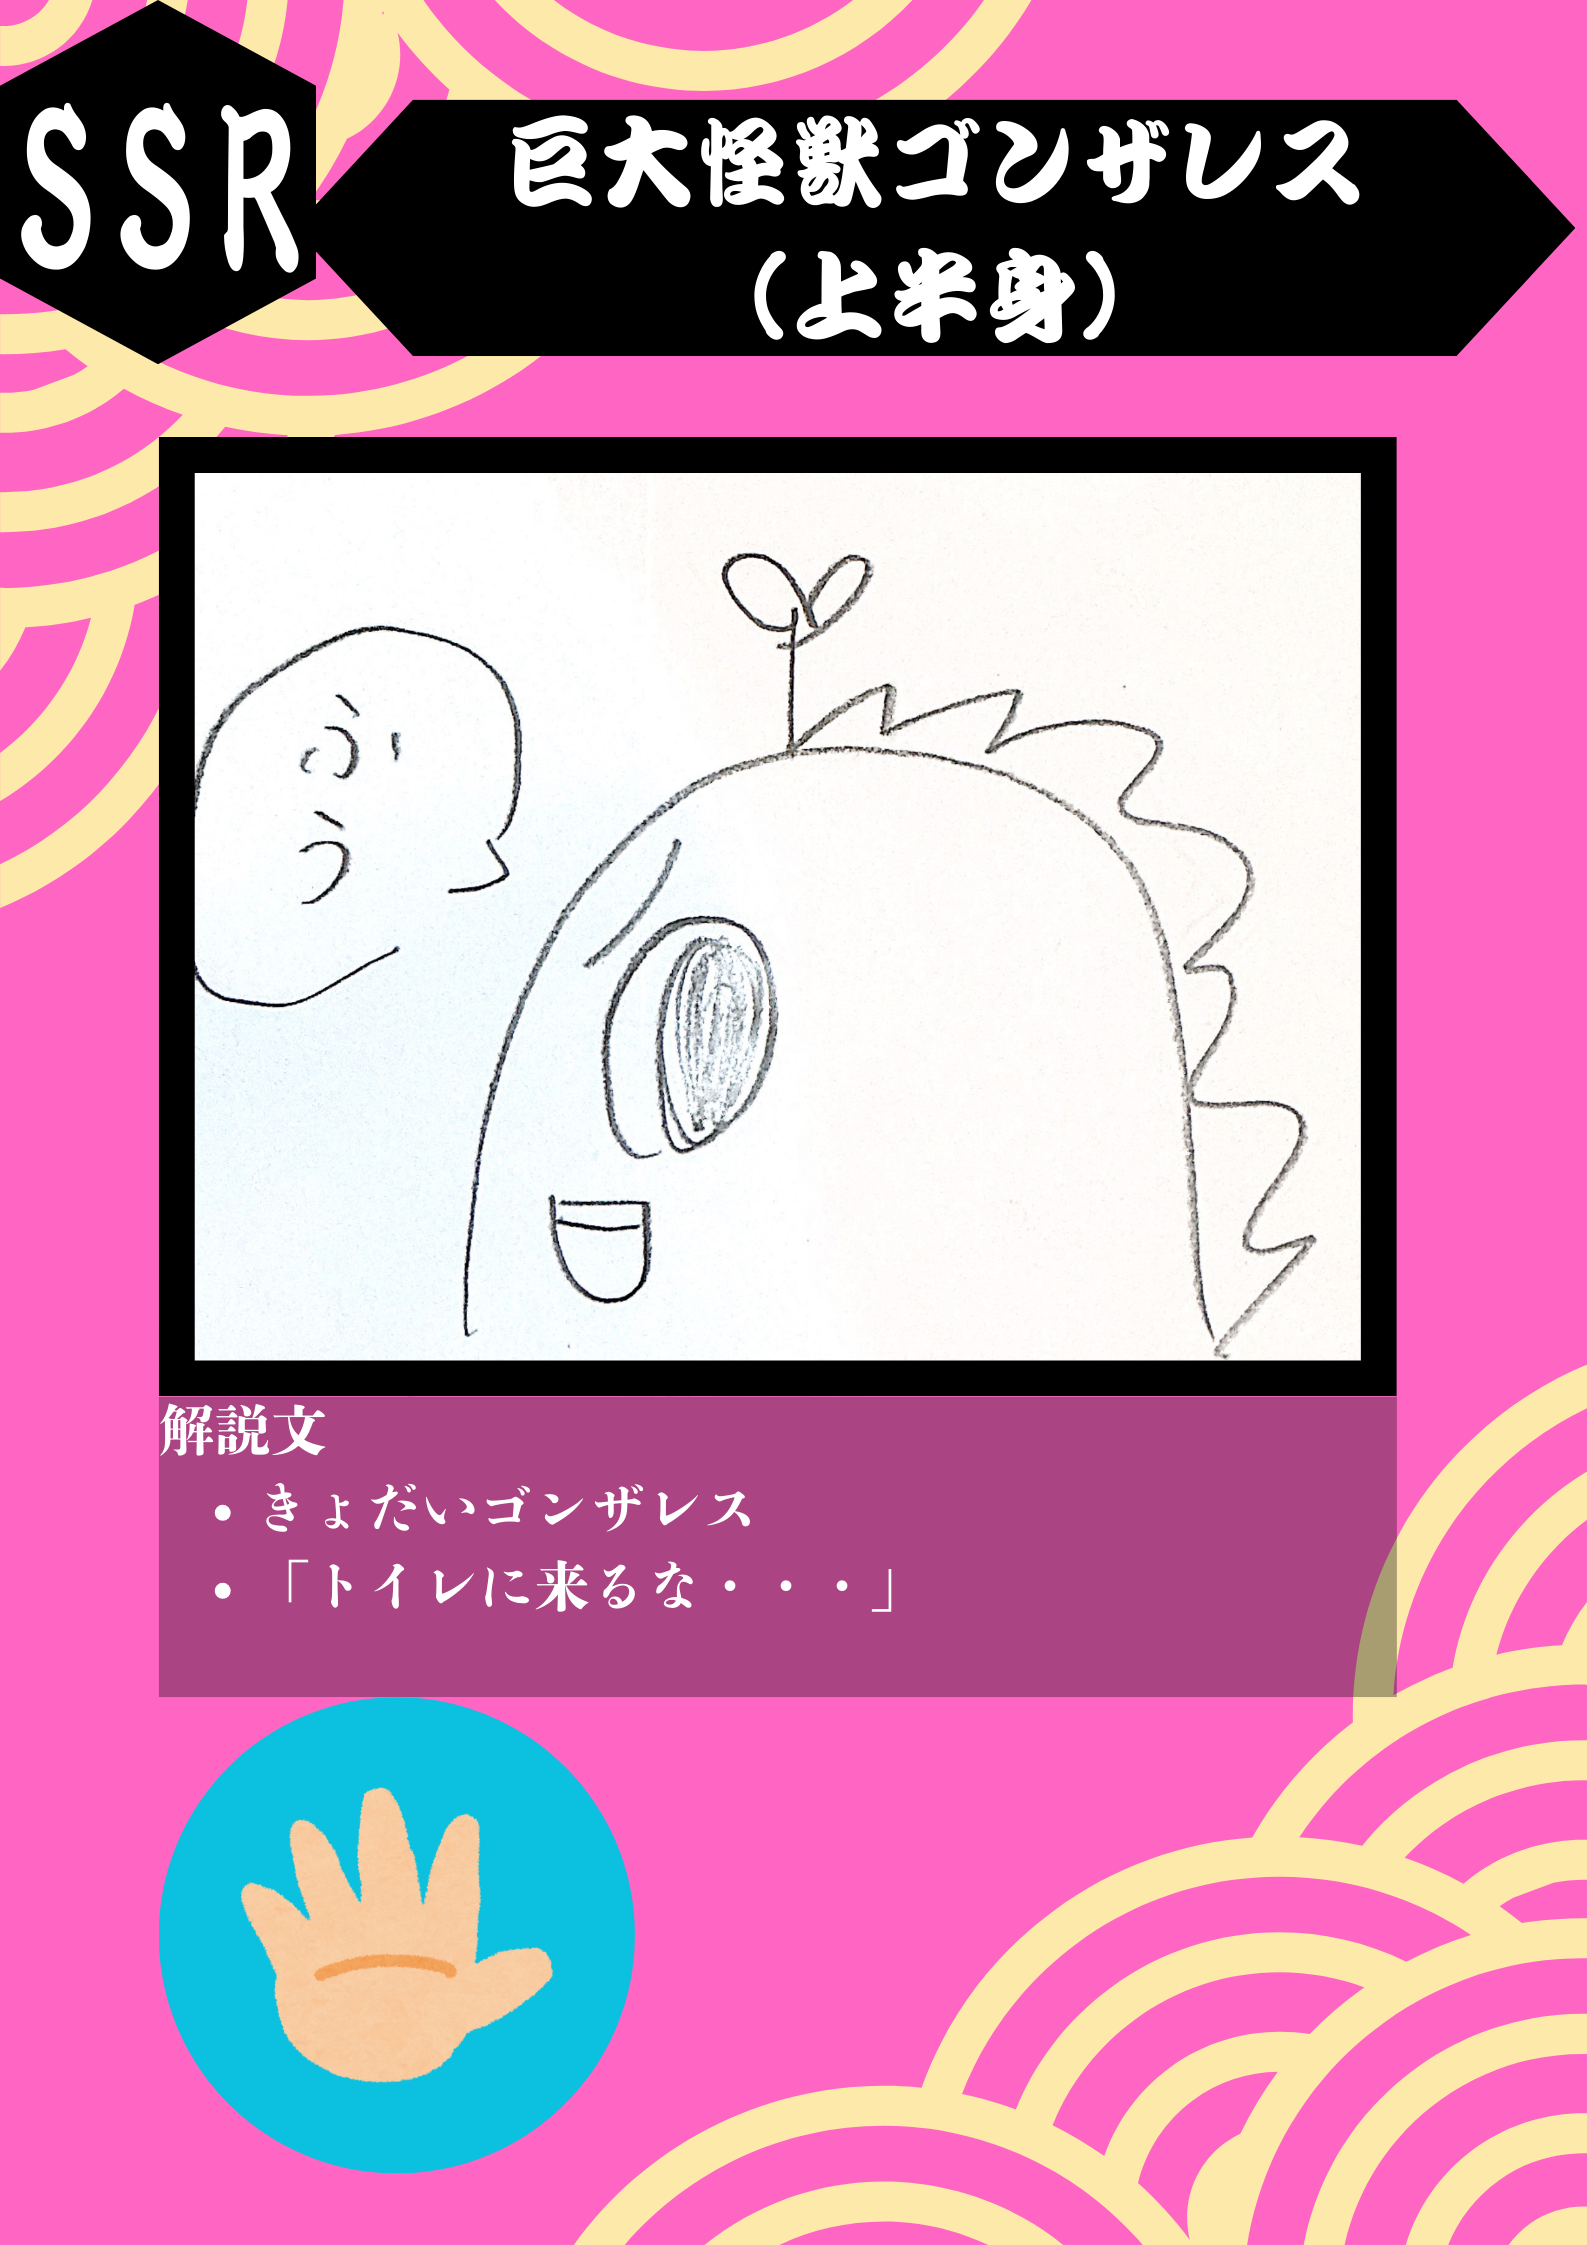 SSR
巨大怪獣ゴンザレス
（上半身）
ふ
う
解説文
• きょだいゴンザレス
• 「トイレに来るな・・・」